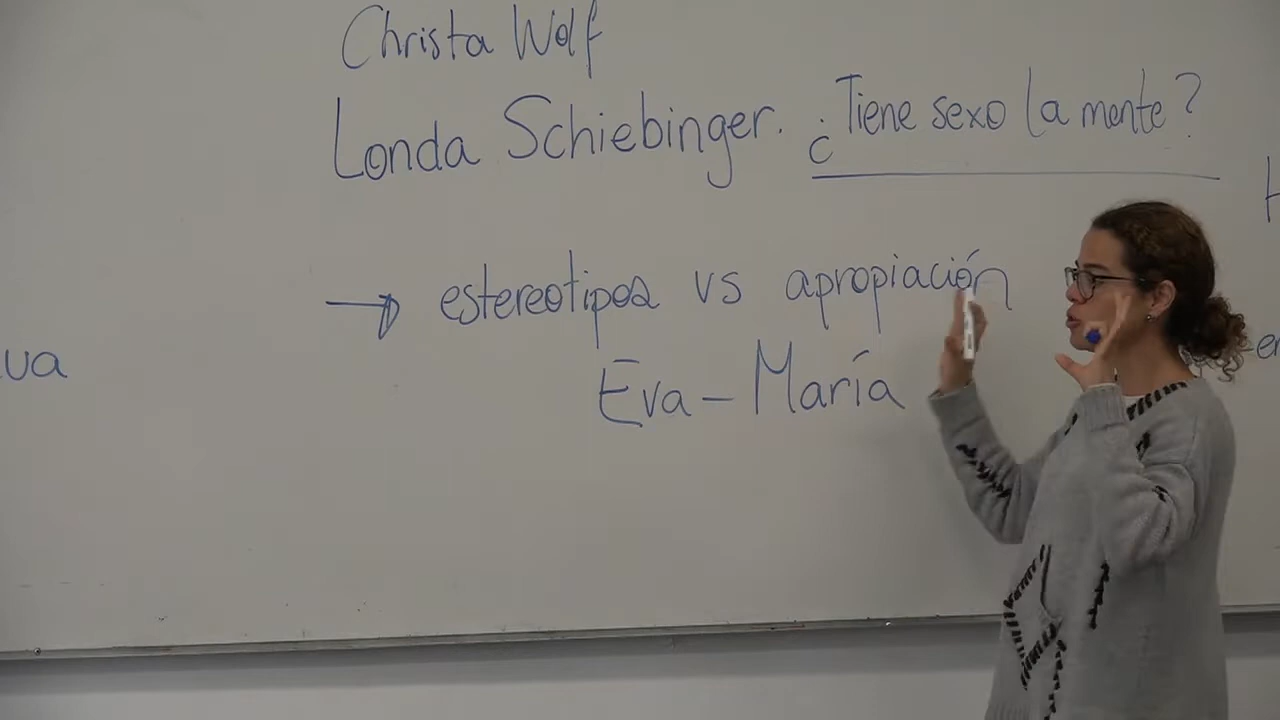 Christa Wolf
Londa Schiebinger. ¿Tiene sexo la mente?
→ estereotipos vs apropiación
Eva – María